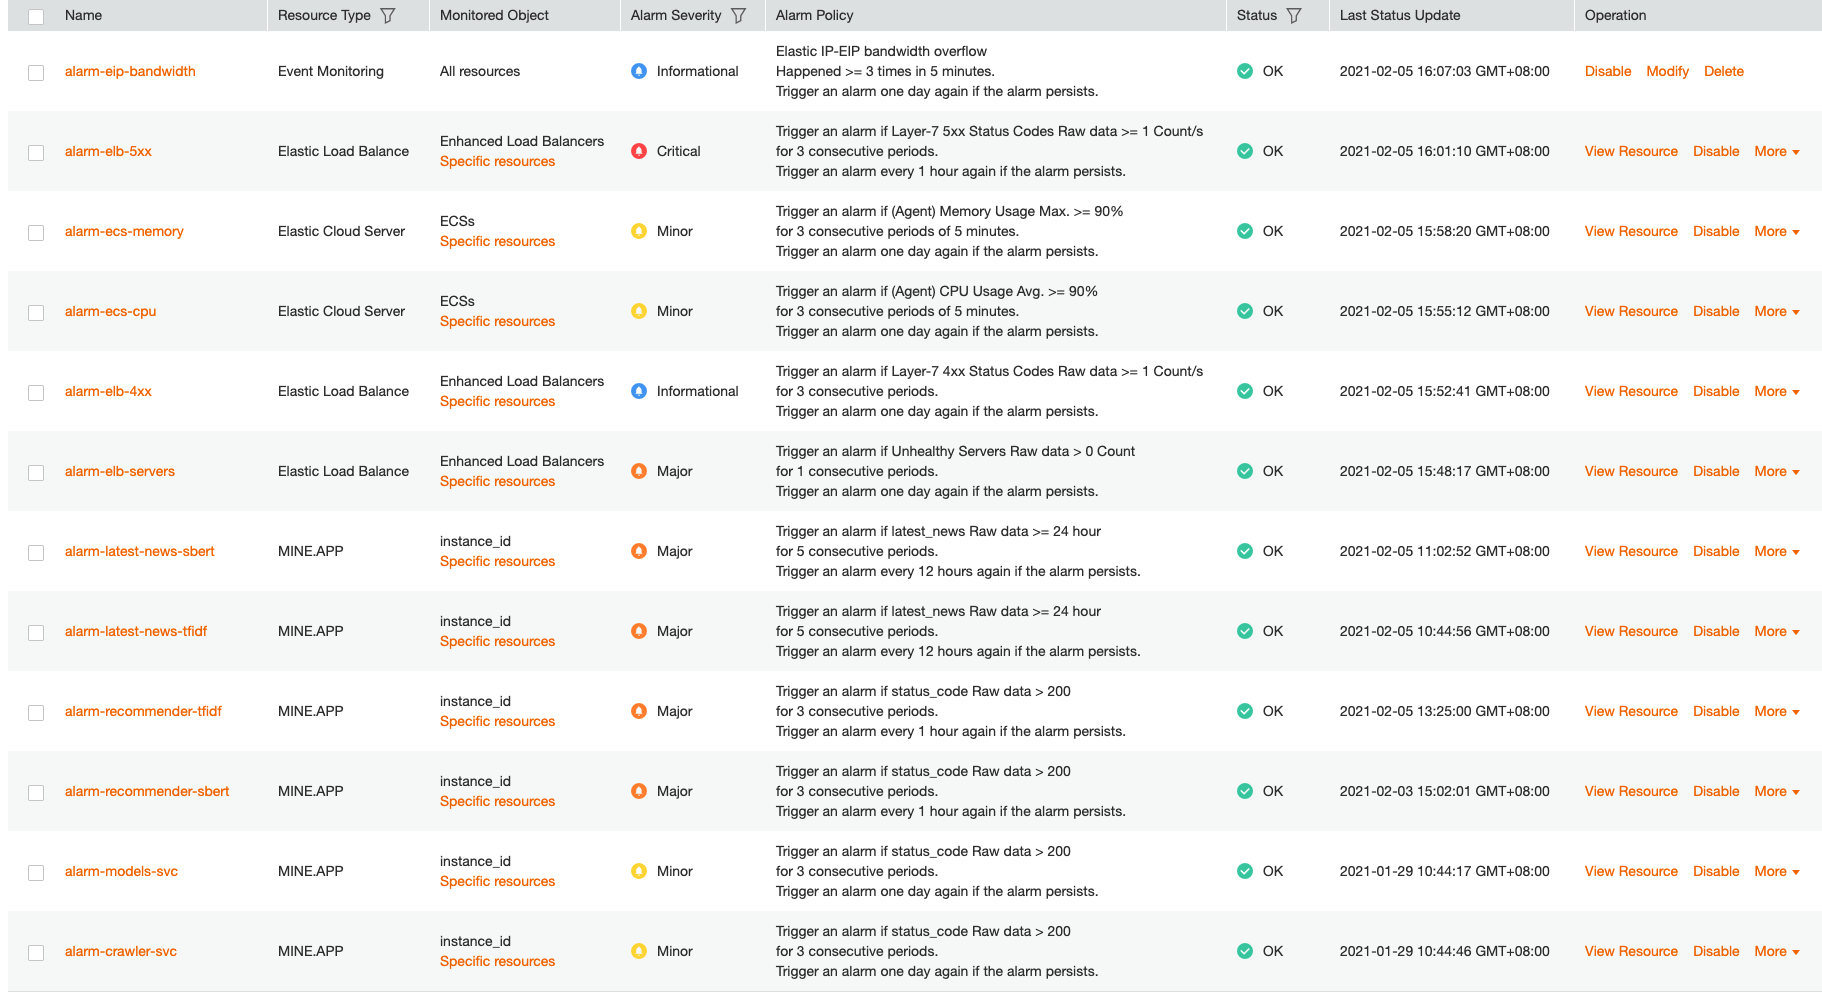 Name Resource Type Monitored Object Alarm Severity Alarm Policy Status Last Status Update Operation
alarm-eip-bandwidth Event Monitoring All resources Informational Elastic IP-EIP bandwidth overflow
Happened >= 3 times in 5 minutes.
Trigger an alarm one day again if the alarm persists. OK 2021-02-05 16:07:03 GMT+08:00 Disable Modify Delete
alarm-elb-5xx Elastic Load Balance Enhanced Load Balancers
Specific resources Critical Trigger an alarm if Layer-7 5xx Status Codes Raw data >= 1 Count/s
for 3 consecutive periods.
Trigger an alarm every 1 hour again if the alarm persists. OK 2021-02-05 16:01:10 GMT+08:00 View Resource Disable More
alarm-ecs-memory Elastic Cloud Server ECSs
Specific resources Minor Trigger an alarm if (Agent) Memory Usage Max. >= 90%
for 3 consecutive periods of 5 minutes.
Trigger an alarm one day again if the alarm persists. OK 2021-02-05 15:58:20 GMT+08:00 View Resource Disable More
alarm-ecs-cpu Elastic Cloud Server ECSs
Specific resources Minor Trigger an alarm if (Agent) CPU Usage Avg. >= 90%
for 3 consecutive periods of 5 minutes.
Trigger an alarm one day again if the alarm persists. OK 2021-02-05 15:55:12 GMT+08:00 View Resource Disable More
alarm-elb-4xx Elastic Load Balance Enhanced Load Balancers
Specific resources Informational Trigger an alarm if Layer-7 4xx Status Codes Raw data >= 1 Count/s
for 3 consecutive periods.
Trigger an alarm one day again if the alarm persists. OK 2021-02-05 15:52:41 GMT+08:00 View Resource Disable More
alarm-elb-servers Elastic Load Balance Enhanced Load Balancers
Specific resources Major Trigger an alarm if Unhealthy Servers Raw data > 0 Count
for 1 consecutive periods.
Trigger an alarm one day again if the alarm persists. OK 2021-02-05 15:48:17 GMT+08:00 View Resource Disable More
alarm-latest-news-sbert MINE.APP instance_id
Specific resources Major Trigger an alarm if latest_news Raw data >= 24 hour
for 5 consecutive periods.
Trigger an alarm every 12 hours again if the alarm persists. OK 2021-02-05 11:02:52 GMT+08:00 View Resource Disable More
alarm-latest-news-tfidf MINE.APP instance_id
Specific resources Major Trigger an alarm if latest_news Raw data >= 24 hour
for 5 consecutive periods.
Trigger an alarm every 12 hours again if the alarm persists. OK 2021-02-05 10:44:56 GMT+08:00 View Resource Disable More
alarm-recommender-tfidf MINE.APP instance_id
Specific resources Major Trigger an alarm if status_code Raw data > 200
for 3 consecutive periods.
Trigger an alarm every 1 hour again if the alarm persists. OK 2021-02-05 13:25:00 GMT+08:00 View Resource Disable More
alarm-recommender-sbert MINE.APP instance_id
Specific resources Major Trigger an alarm if status_code Raw data > 200
for 3 consecutive periods.
Trigger an alarm every 1 hour again if the alarm persists. OK 2021-02-03 15:02:01 GMT+08:00 View Resource Disable More
alarm-models-svc MINE.APP instance_id
Specific resources Minor Trigger an alarm if status_code Raw data > 200
for 3 consecutive periods.
Trigger an alarm one day again if the alarm persists. OK 2021-01-29 10:44:17 GMT+08:00 View Resource Disable More
alarm-crawler-svc MINE.APP instance_id
Specific resources Minor Trigger an alarm if status_code Raw data > 200
for 3 consecutive periods.
Trigger an alarm one day again if the alarm persists. OK 2021-01-29 10:44:46 GMT+08:00 View Resource Disable More